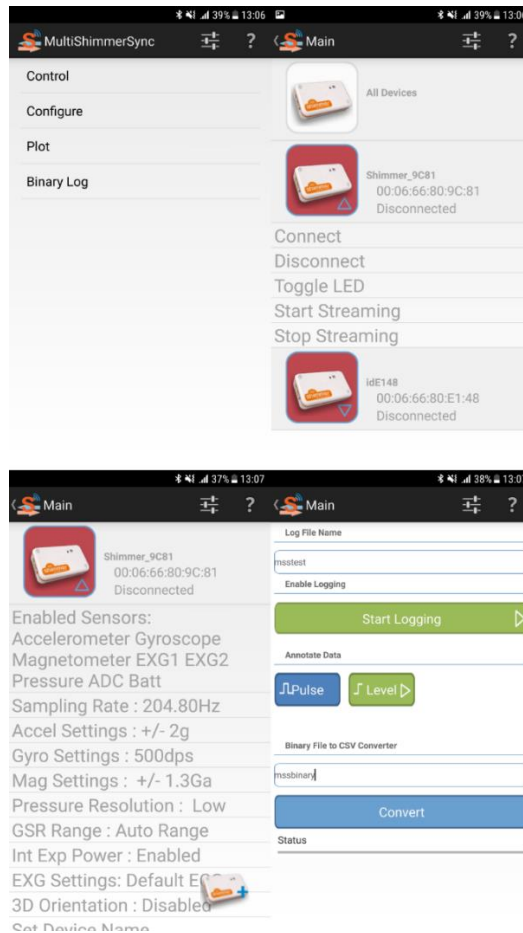 39% 13:06
MultiShimmerSync ?
Control
Configure
Plot
Binary Log
39% 13:06
Main ?
All Devices
Shimmer_9C81
00:06:66:80:9C:81
Disconnected
Connect
Disconnect
Toggle LED
Start Streaming
Stop Streaming
idE148
00:06:66:80:E1:48
Disconnected
37% 13:07
Main ?
Shimmer_9C81
00:06:66:80:9C:81
Disconnected
Enabled Sensors:
Accelerometer Gyroscope
Magnetometer EXG1 EXG2
Pressure ADC Batt
Sampling Rate : 204.80Hz
Accel Settings : +/- 2g
Gyro Settings : 500dps
Mag Settings : +/- 1.3Ga
Pressure Resolution : Low
GSR Range : Auto Range
Int Exp Power : Enabled
EXG Settings: Default
3D Orientation : Disabled
Set Device Name
38% 13:07
Main ?
Log File Name
msstest
Enable Logging
Start Logging
Annotate Data
Pulse Level
Binary File to CSV Converter
mssbinary
Convert
Status